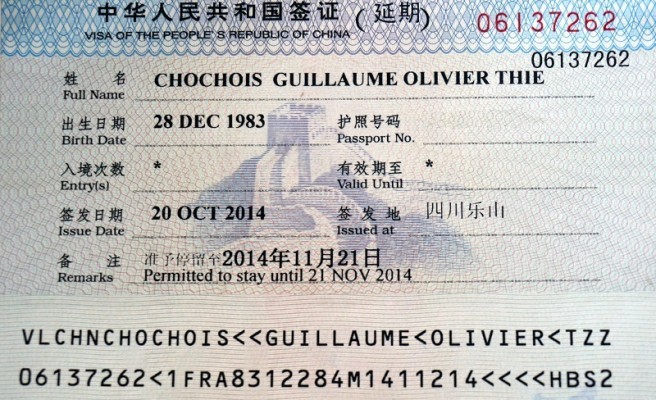 中华人民共和国签证 (延期) 06137262
VISA OF THE PEOPLE'S REPUBLIC OF CHINA
06137262
姓 名 CHOCHOIS GUILLAUME OLIVIER THIE
Full Name
出生日期 28 DEC 1983 护照号码
Birth Date Passport No.
入境次数 * 有效期至 *
Entry(s) Valid Until
签发日期 20 OCT 2014 签 发 地 四川乐山
Issue Date Issued at
备 注 准予停留至2014年11月21日
Remarks Permitted to stay until 21 NOV 2014
VLCHNCHOCHOIS<<GUILLAUME<OLIVIER<TZZ
06137262<1FRA8312284M1411214<<<<HBS2